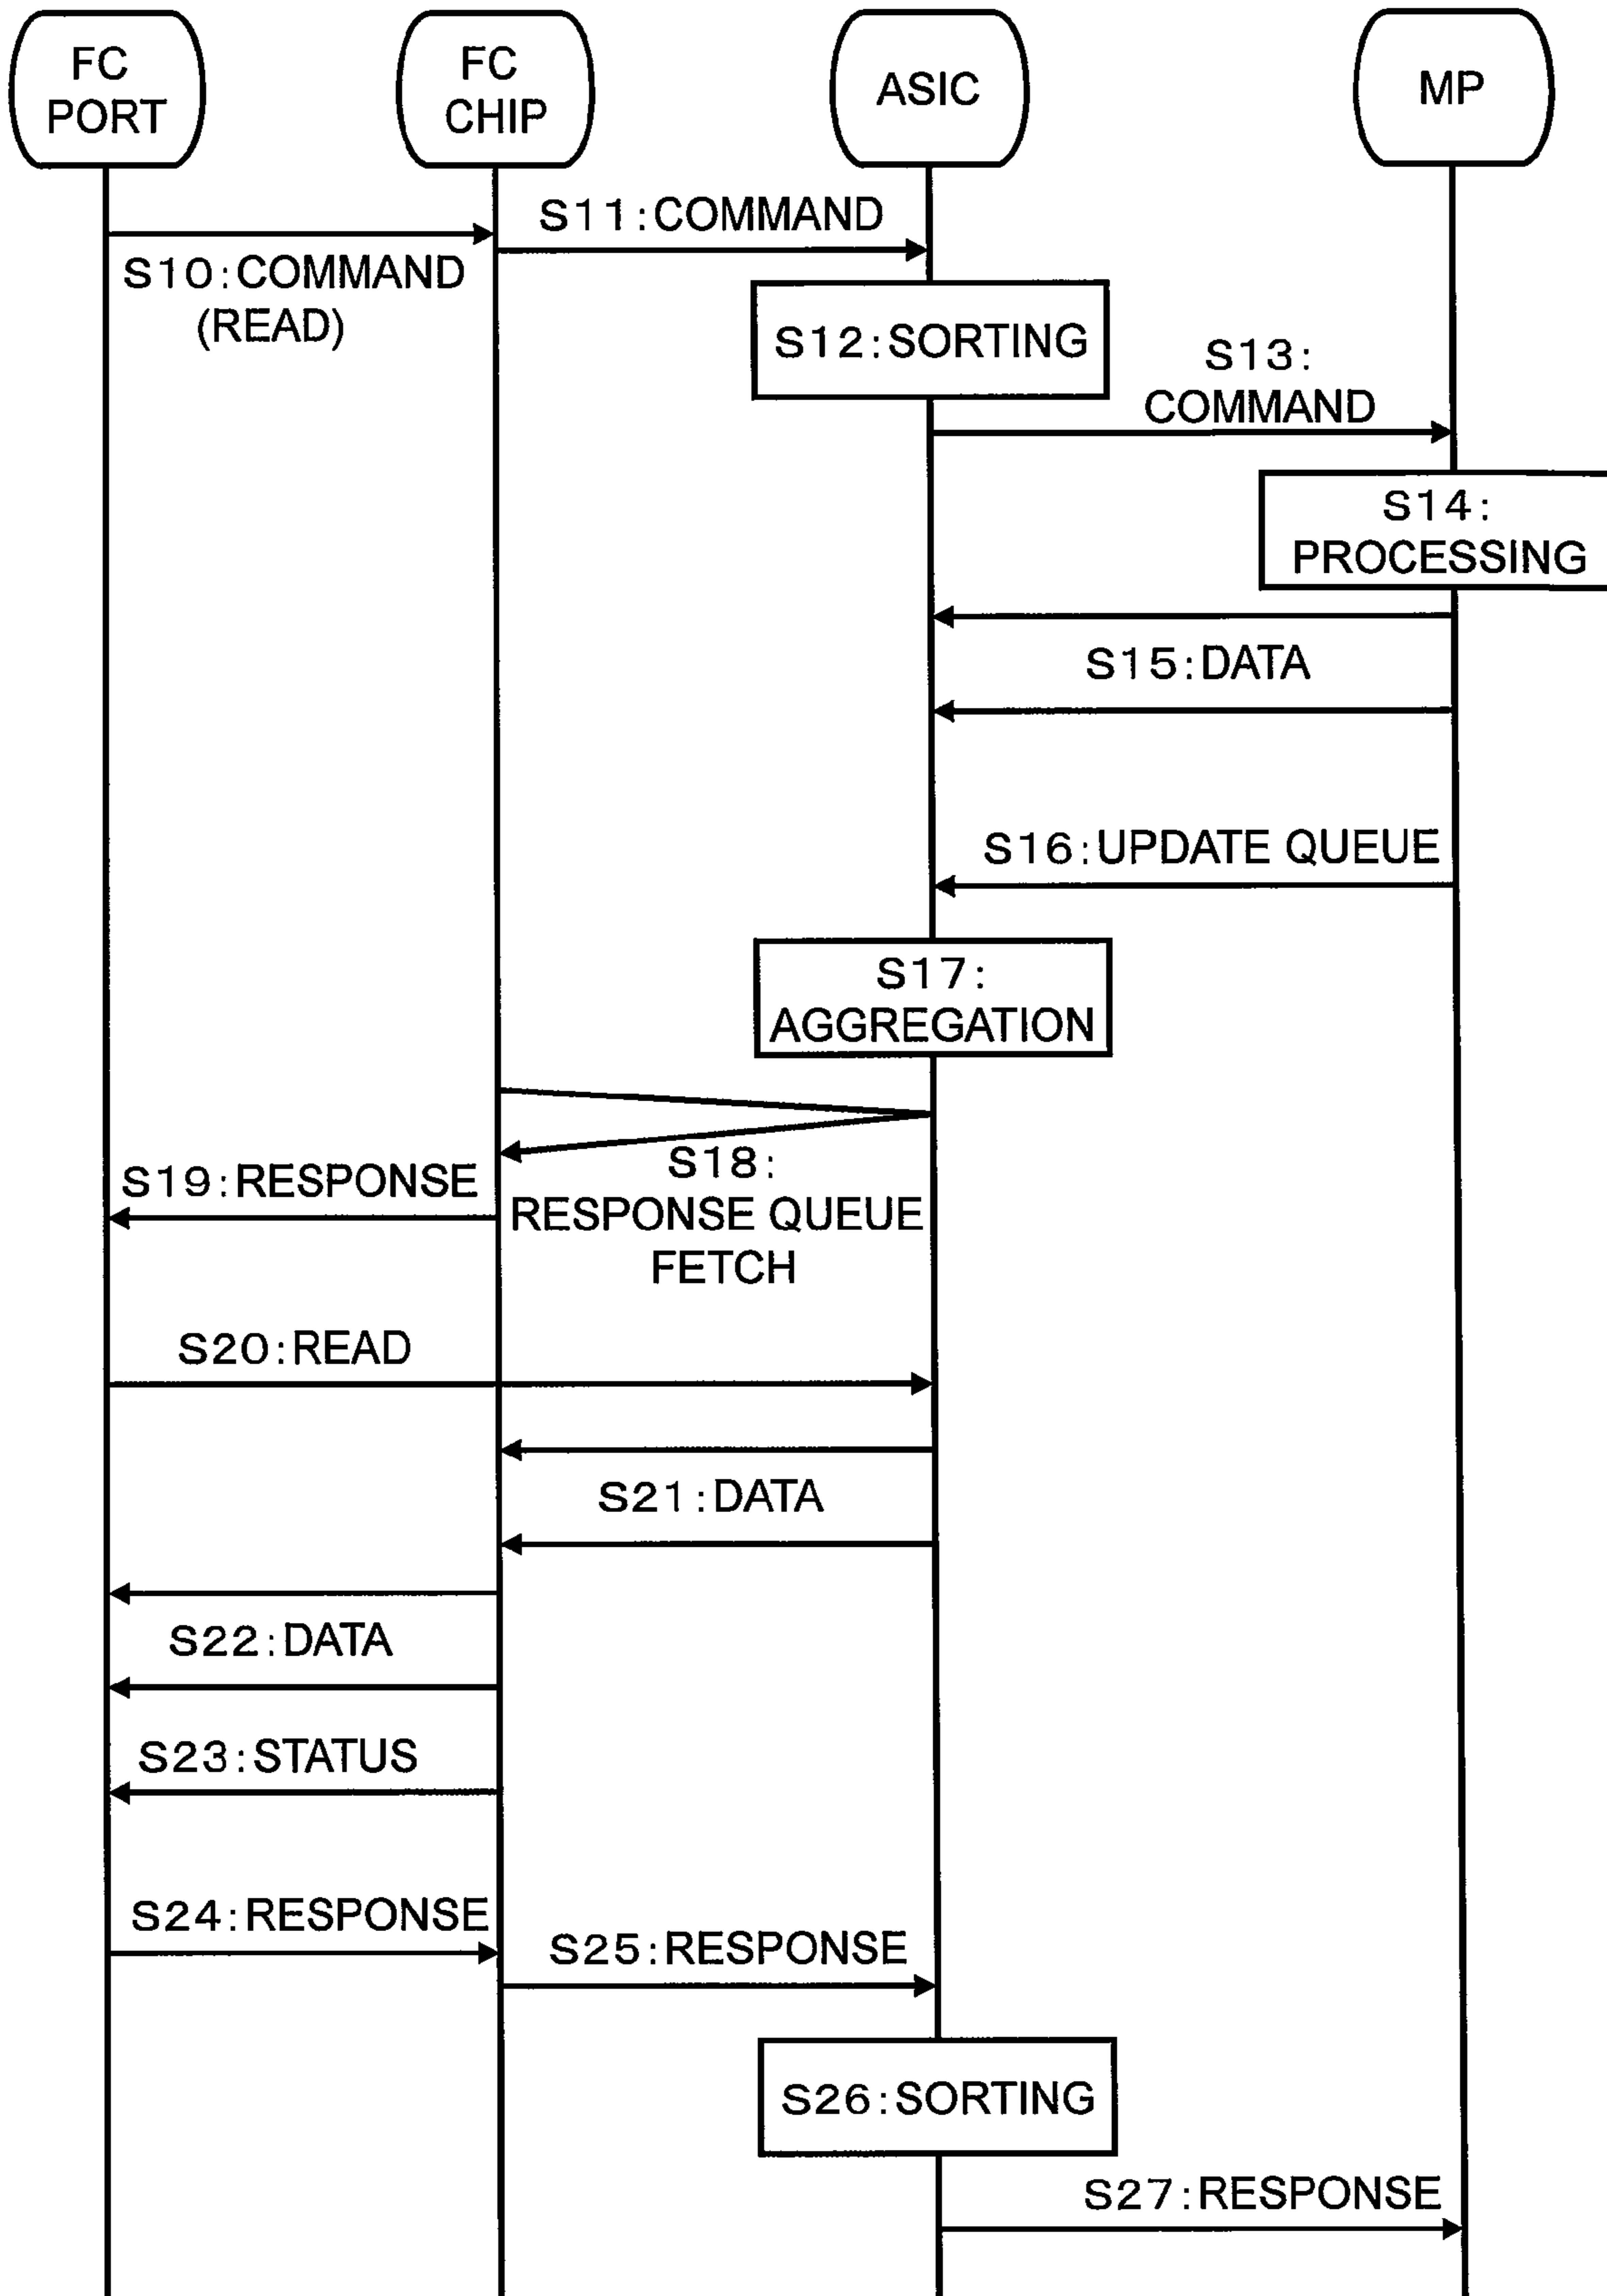 FC
PORT
FC
CHIP
ASIC
MP
S11:COMMAND
S10:COMMAND
(READ)
S12:SORTING
S13:
COMMAND
S14:
PROCESSING
S15:DATA
S16:UPDATE QUEUE
S17:
AGGREGATION
S18:
RESPONSE QUEUE
FETCH
S19:RESPONSE
S20:READ
S21:DATA
S22:DATA
S23:STATUS
S24:RESPONSE
S25:RESPONSE
S26:SORTING
S27:RESPONSE